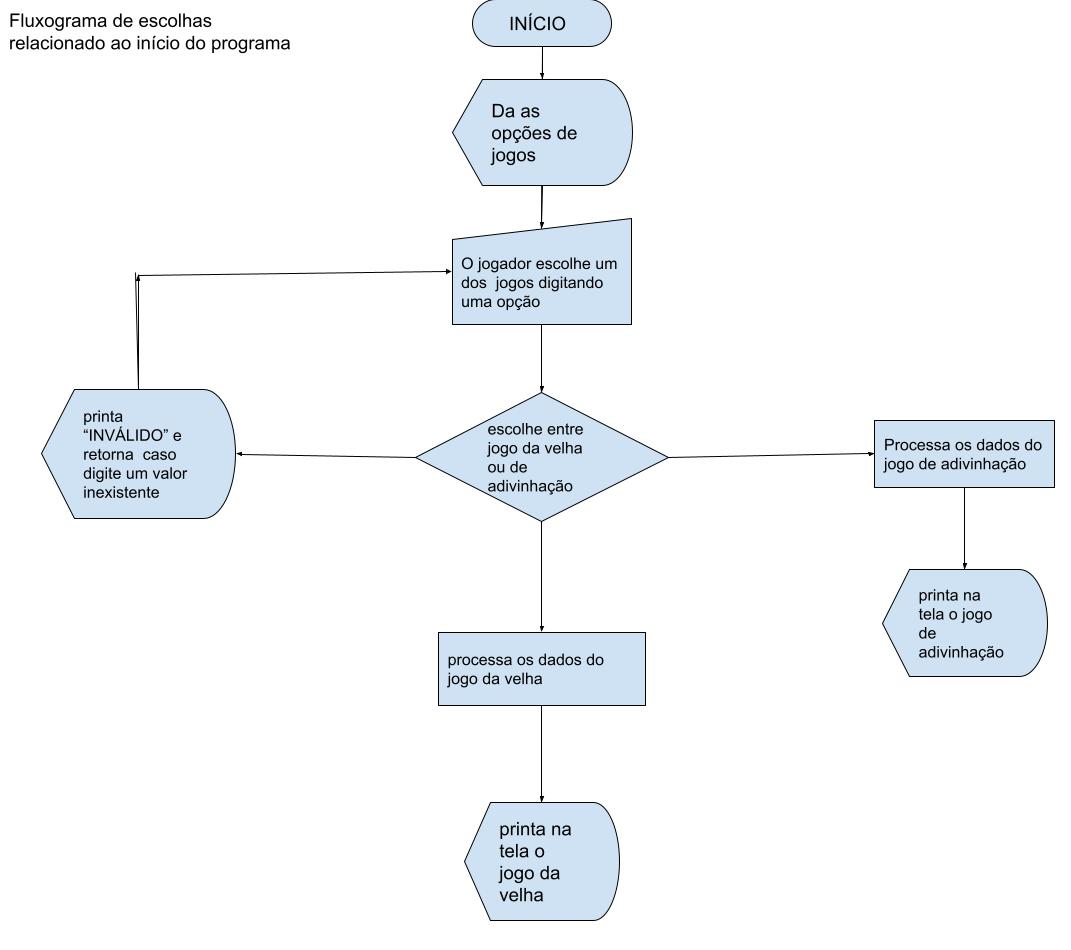 Fluxograma de escolhas
relacionado ao início do programa
INÍCIO
Da as
opções de
jogos
O jogador escolhe um
dos jogos digitando
uma opção
printa
“INVÁLIDO” e
retorna caso
digite um valor
inexistente
escolhe entre
jogo da velha
ou de
adivinhação
Processa os dados do
jogo de adivinhação
printa na
tela o jogo
de
adivinhação
processa os dados do
jogo da velha
printa na
tela o
jogo da
velha